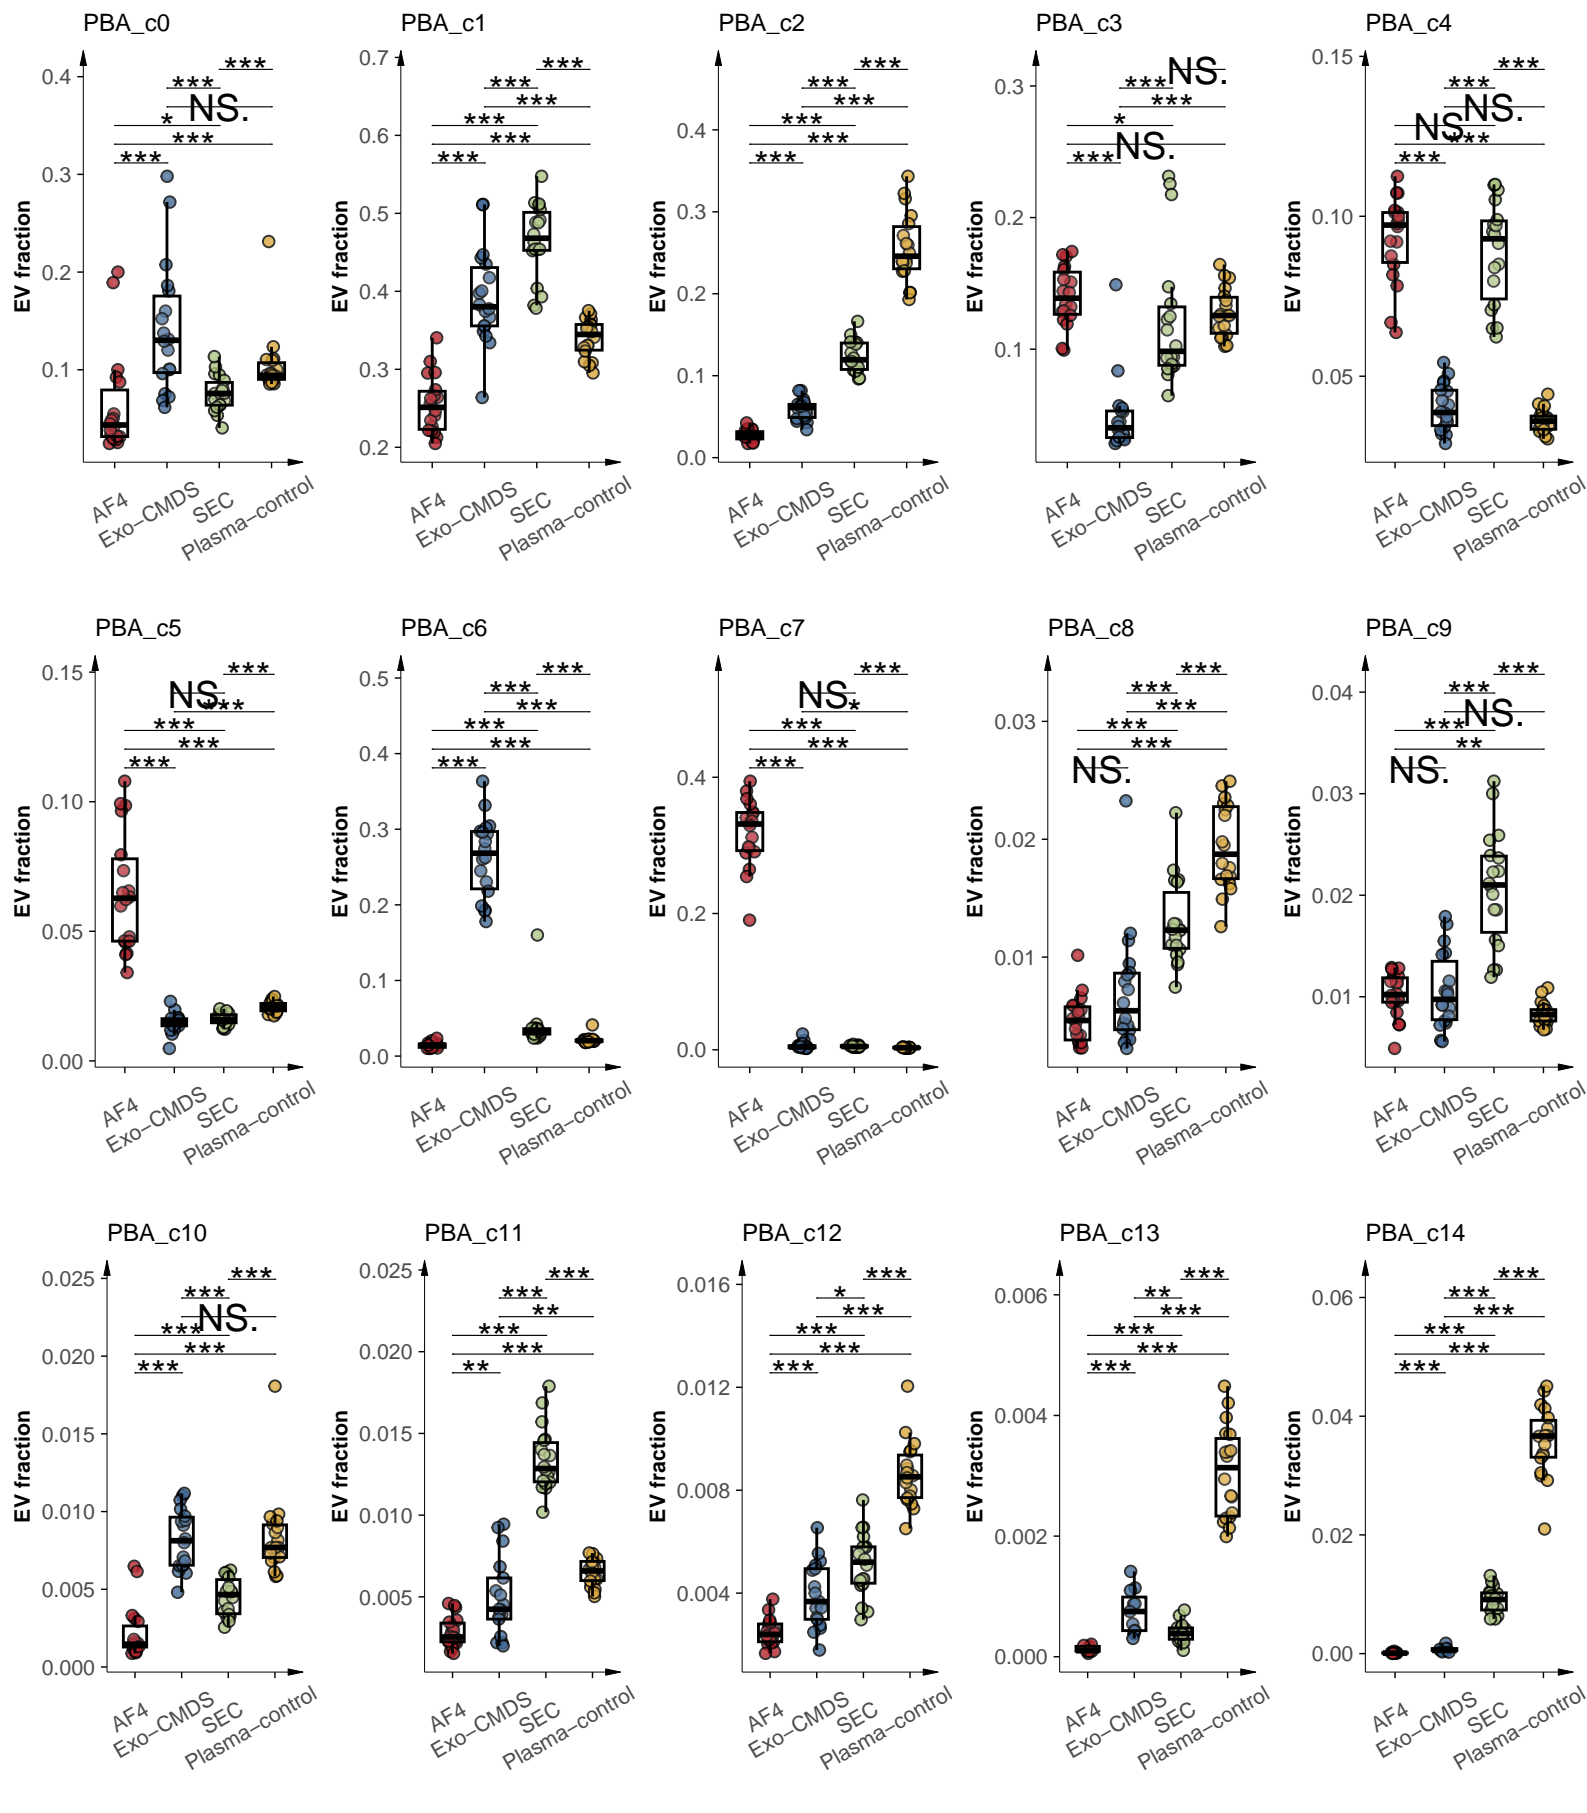 PBA_c0 PBA_c1 PBA_c2 PBA_c3 PBA_c4
EV fraction
0.4
0.3
0.2
0.1
***
***
NS.
*
***
***
AF4
Exo−CMDS
SEC
Plasma−control
EV fraction
0.7
0.6
0.5
0.4
0.3
0.2
***
***
***
***
***
***
AF4
Exo−CMDS
SEC
Plasma−control
EV fraction
0.4
0.3
0.2
0.1
0.0
***
***
***
***
***
***
AF4
Exo−CMDS
SEC
Plasma−control
EV fraction
0.3
0.2
0.1
NS.
***
***
*
NS.
***
AF4
Exo−CMDS
SEC
Plasma−control
EV fraction
0.15
0.10
0.05
***
***
NS.
NS.
***
***
AF4
Exo−CMDS
SEC
Plasma−control
PBA_c5 PBA_c6 PBA_c7 PBA_c8 PBA_c9
EV fraction
0.15
0.10
0.05
0.00
***
NS.
***
***
***
***
AF4
Exo−CMDS
SEC
Plasma−control
EV fraction
0.5
0.4
0.3
0.2
0.1
0.0
***
***
***
***
***
***
AF4
Exo−CMDS
SEC
Plasma−control
EV fraction
0.4
0.2
0.0
***
NS.
*
***
***
***
AF4
Exo−CMDS
SEC
Plasma−control
EV fraction
0.03
0.02
0.01
***
***
***
***
***
NS.
AF4
Exo−CMDS
SEC
Plasma−control
EV fraction
0.04
0.03
0.02
0.01
***
***
NS.
***
**
NS.
AF4
Exo−CMDS
SEC
Plasma−control
PBA_c10 PBA_c11 PBA_c12 PBA_c13 PBA_c14
EV fraction
0.025
0.020
0.015
0.010
0.005
0.000
***
***
NS.
***
***
***
AF4
Exo−CMDS
SEC
Plasma−control
EV fraction
0.025
0.020
0.015
0.010
0.005
***
***
**
***
***
**
AF4
Exo−CMDS
SEC
Plasma−control
EV fraction
0.016
0.012
0.008
0.004
***
*
***
***
***
***
AF4
Exo−CMDS
SEC
Plasma−control
EV fraction
0.006
0.004
0.002
0.000
***
**
***
***
***
***
AF4
Exo−CMDS
SEC
Plasma−control
EV fraction
0.06
0.04
0.02
0.00
***
***
***
***
***
***
AF4
Exo−CMDS
SEC
Plasma−control